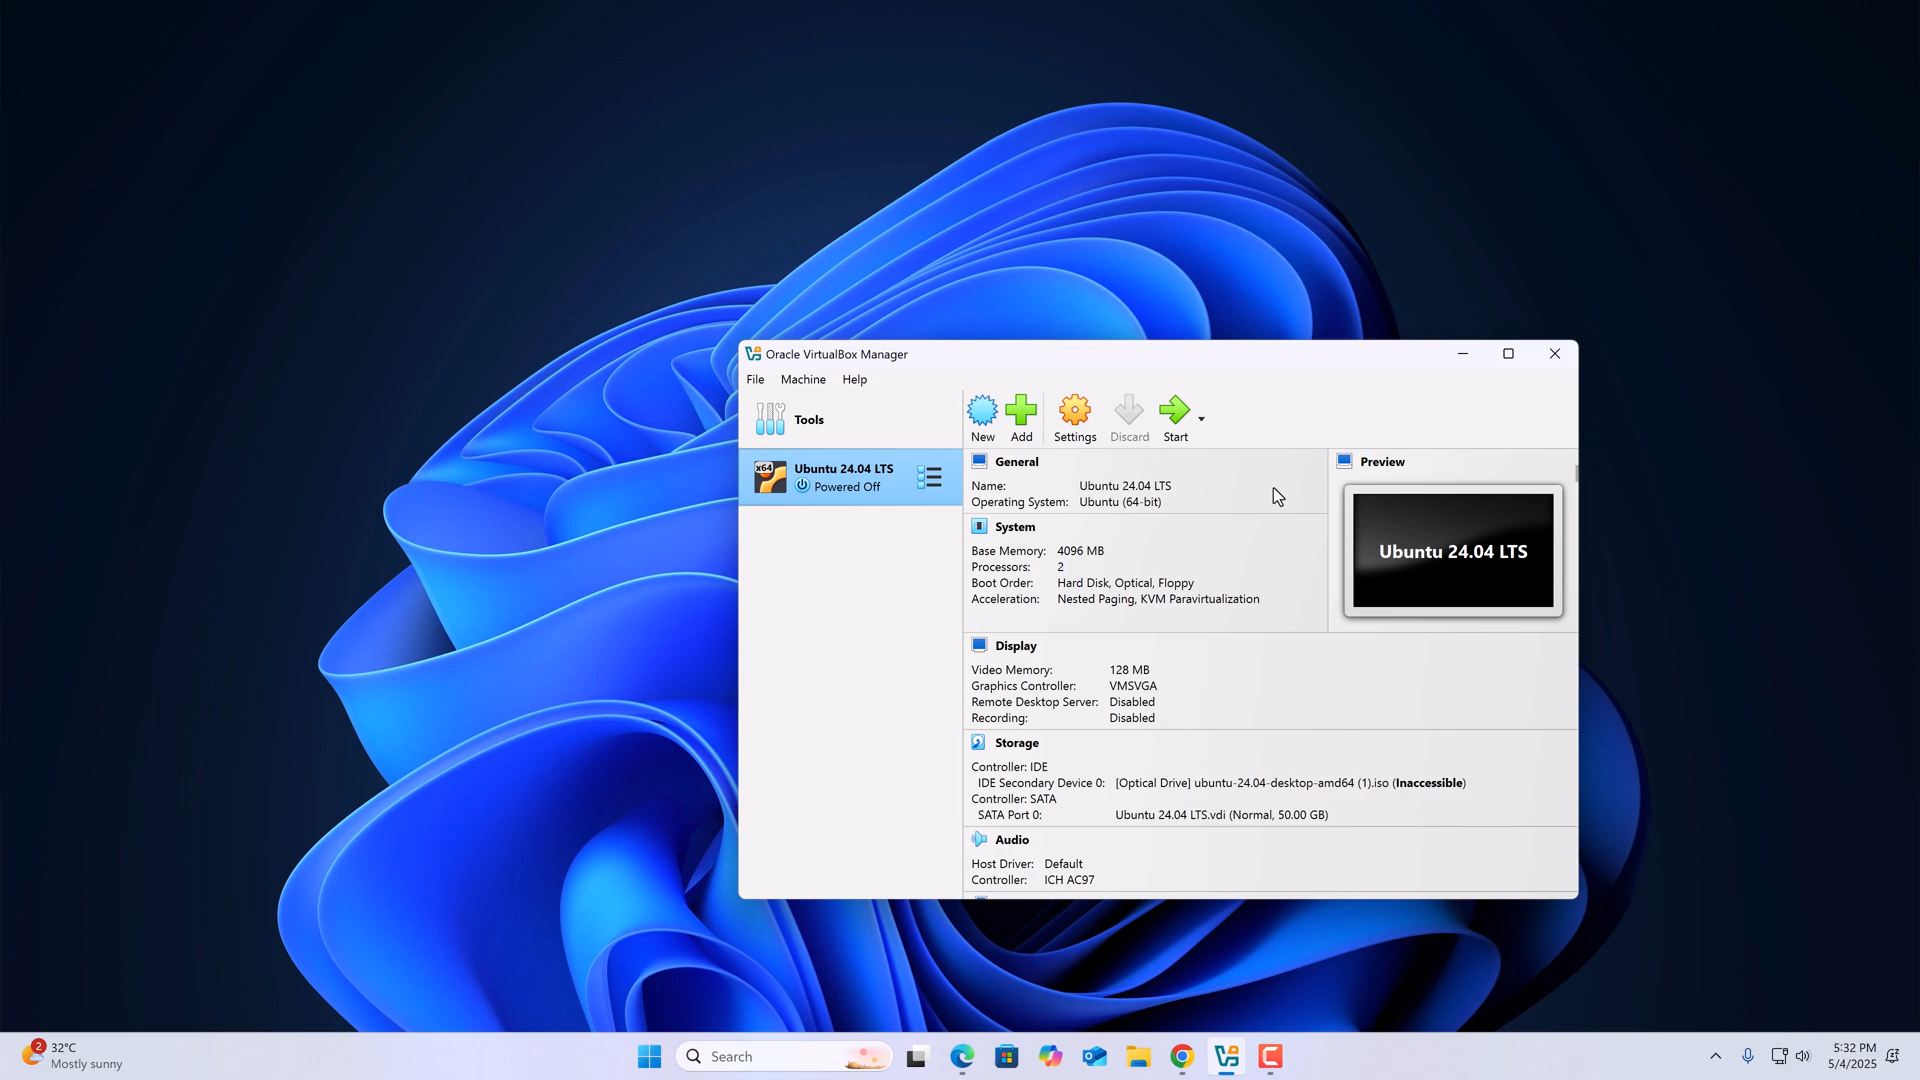 Oracle VirtualBox Manager
File Machine Help
Tools
New Add Settings Discard Start
x64
Ubuntu 24.04 LTS
Powered Off
General
Name: Ubuntu 24.04 LTS
Operating System: Ubuntu (64-bit)
Preview
Ubuntu 24.04 LTS
System
Base Memory: 4096 MB
Processors: 2
Boot Order: Hard Disk, Optical, Floppy
Acceleration: Nested Paging, KVM Paravirtualization
Display
Video Memory: 128 MB
Graphics Controller: VMSVGA
Remote Desktop Server: Disabled
Recording: Disabled
Storage
Controller: IDE
IDE Secondary Device 0: [Optical Drive] ubuntu-24.04-desktop-amd64 (1).iso (Inaccessible)
Controller: SATA
SATA Port 0: Ubuntu 24.04 LTS.vdi (Normal, 50.00 GB)
Audio
Host Driver: Default
Controller: ICH AC97
2
32°C
Mostly sunny
Search
5:32 PM
5/4/2025